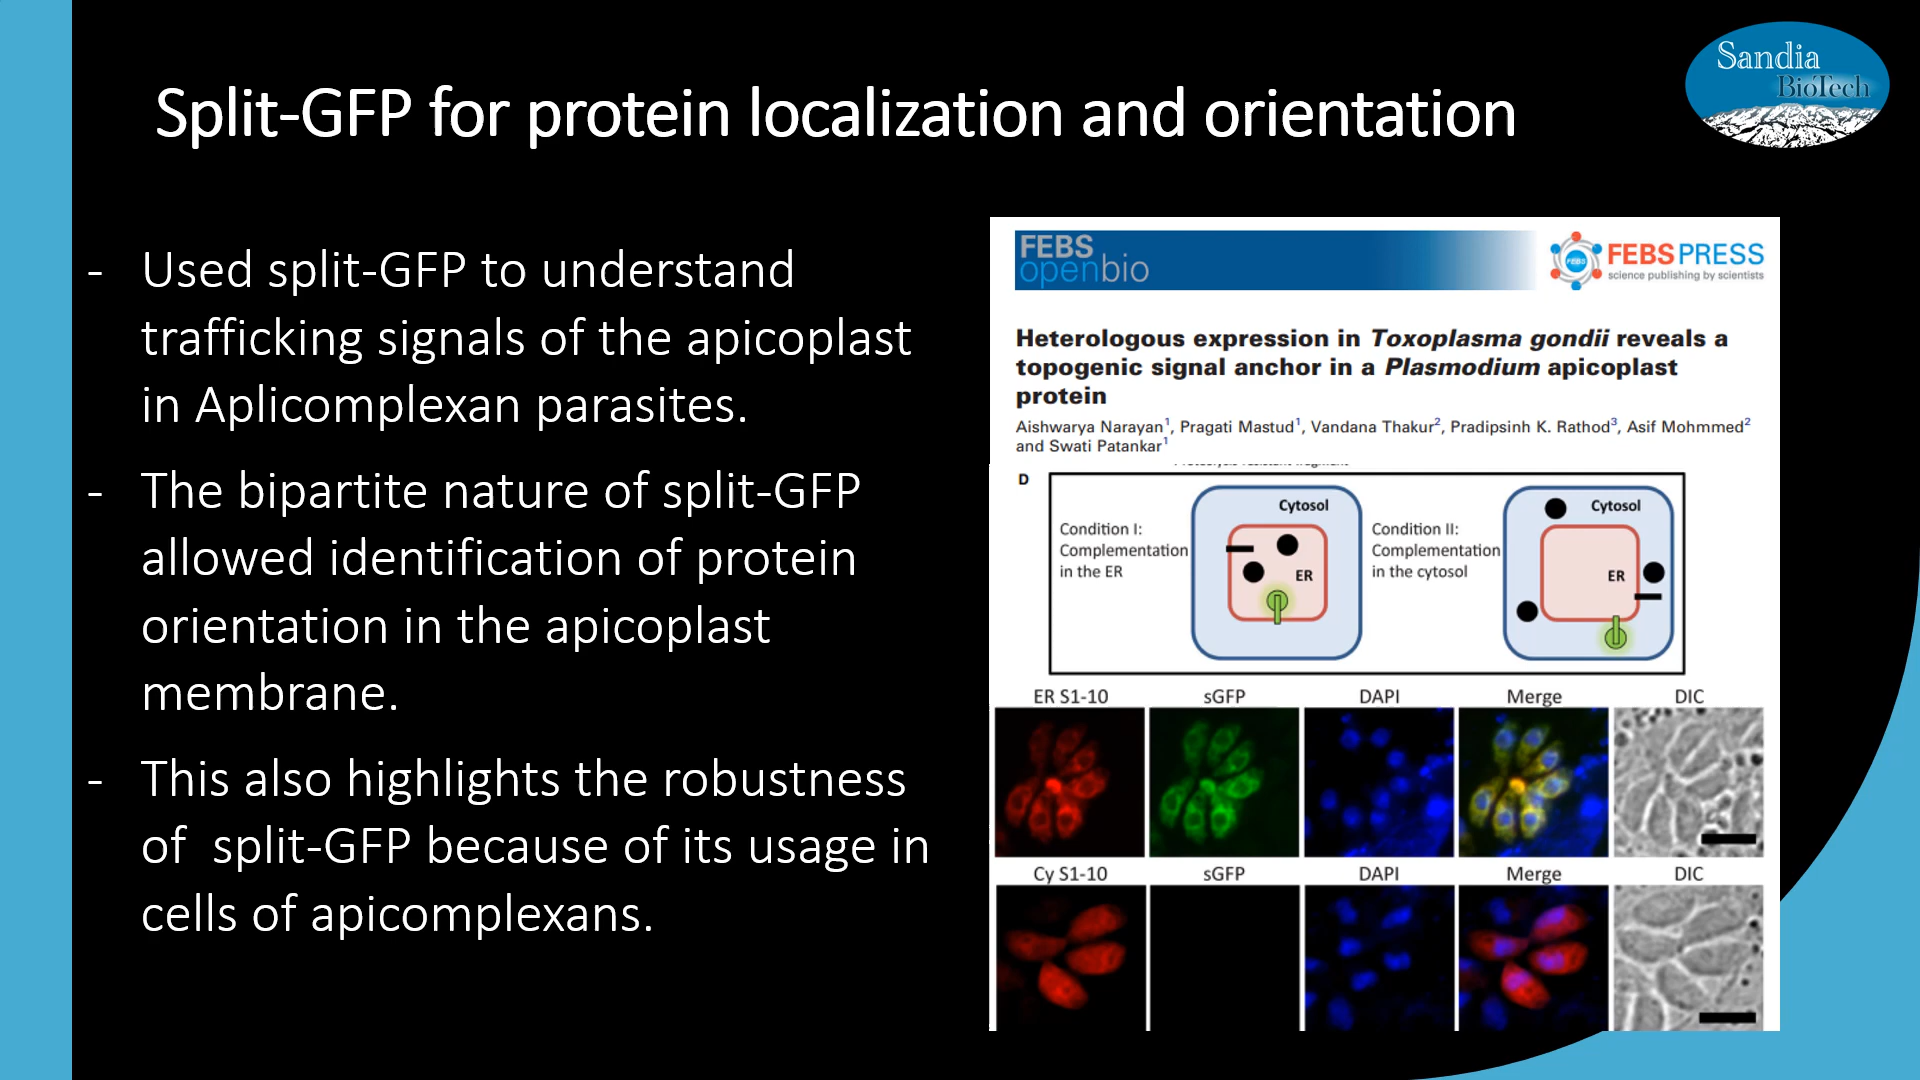 Sandia
BioTech
Split-GFP for protein localization and orientation
- Used split-GFP to understand
trafficking signals of the apicoplast
in Aplicomplexan parasites.
- The bipartite nature of split-GFP
allowed identification of protein
orientation in the apicoplast
membrane.
- This also highlights the robustness
of split-GFP because of its usage in
cells of apicomplexans.
FEBS
openbio
FEBS
FEBS PRESS
science publishing by scientists
Heterologous expression in Toxoplasma gondii reveals a
topogenic signal anchor in a Plasmodium apicoplast
protein
Aishwarya Narayan1, Pragati Mastud1, Vandana Thakur2, Pradipsinh K. Rathod3, Asif Mohmmed2
and Swati Patankar1
D
Condition I:
Complementation
in the ER
Cytosol
ER
Condition II:
Complementation
in the cytosol
Cytosol
ER
ER S1-10 sGFP DAPI Merge DIC
Cy S1-10 sGFP DAPI Merge DIC